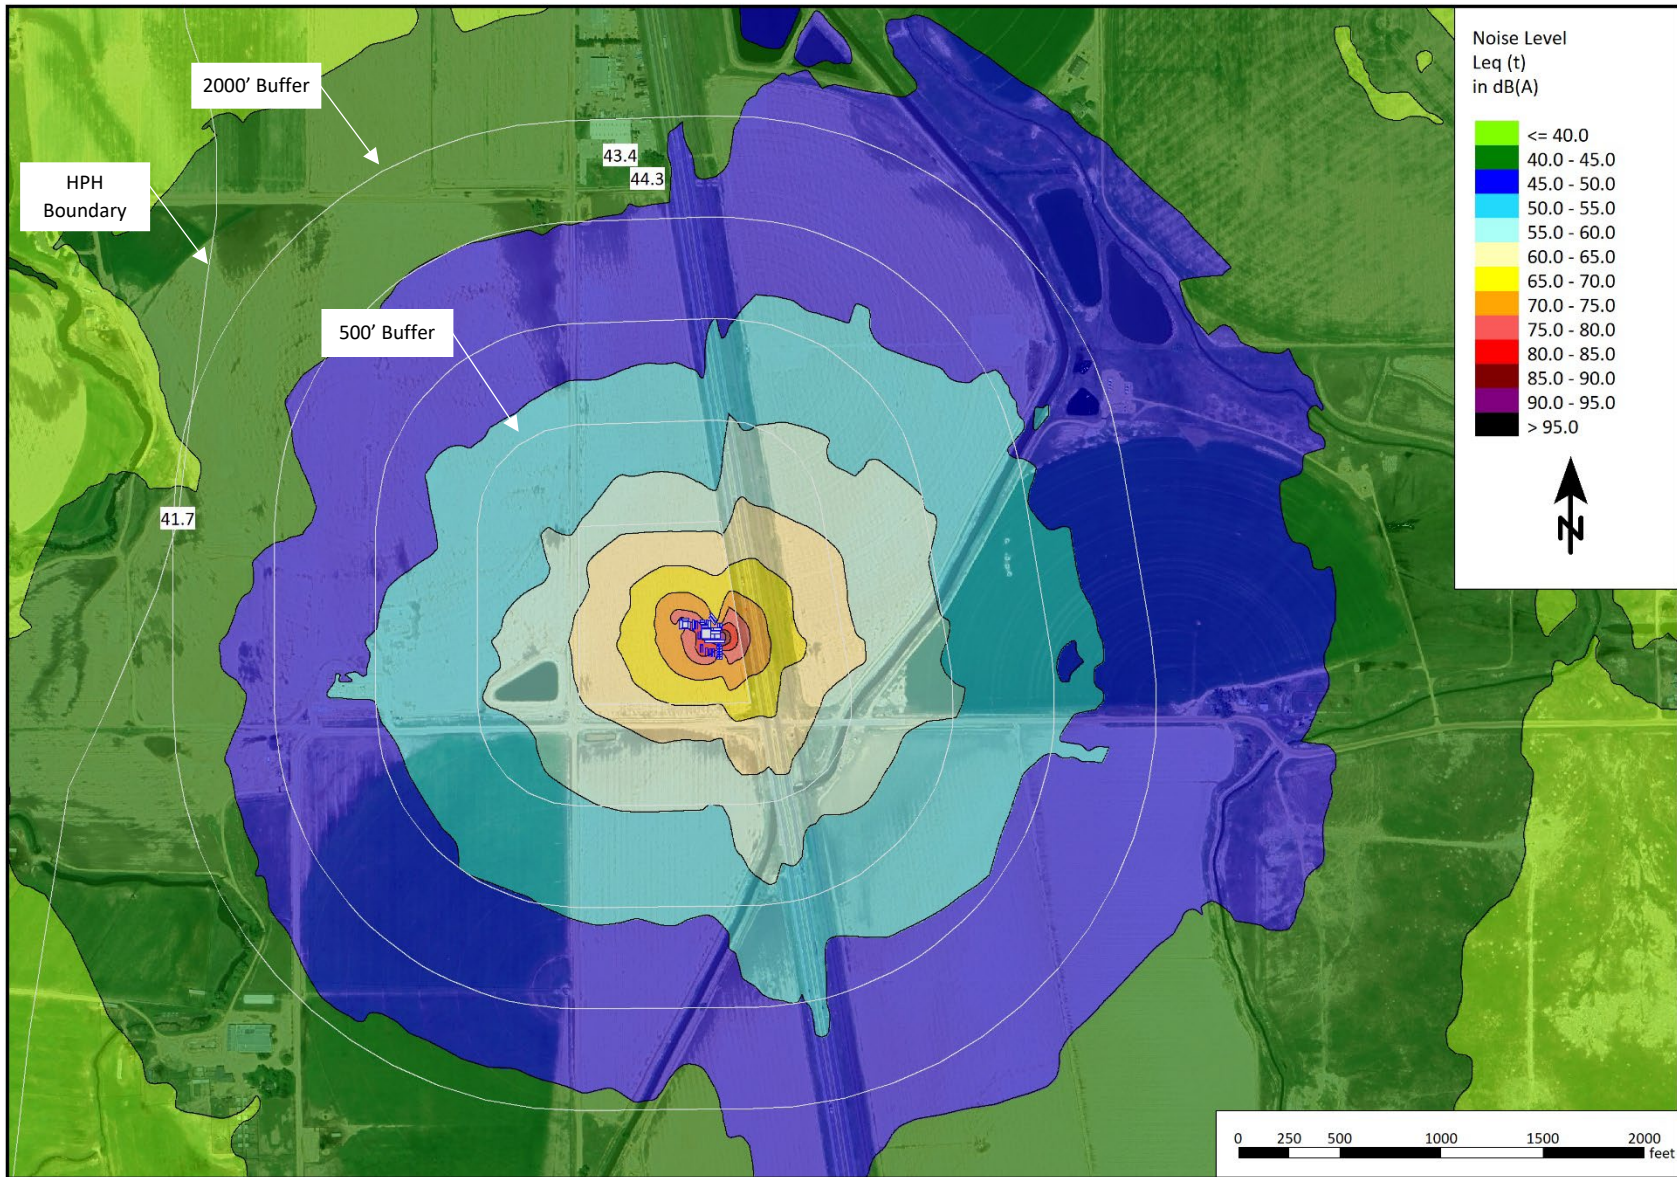 Noise Level
Leq (t)
in dB(A)
<= 40.0
40.0 - 45.0
45.0 - 50.0
50.0 - 55.0
55.0 - 60.0
60.0 - 65.0
65.0 - 70.0
70.0 - 75.0
75.0 - 80.0
80.0 - 85.0
85.0 - 90.0
90.0 - 95.0
> 95.0
N
2000’ Buffer
43.4
44.3
HPH
Boundary
500’ Buffer
41.7
0 250 500 1000 1500 2000
feet